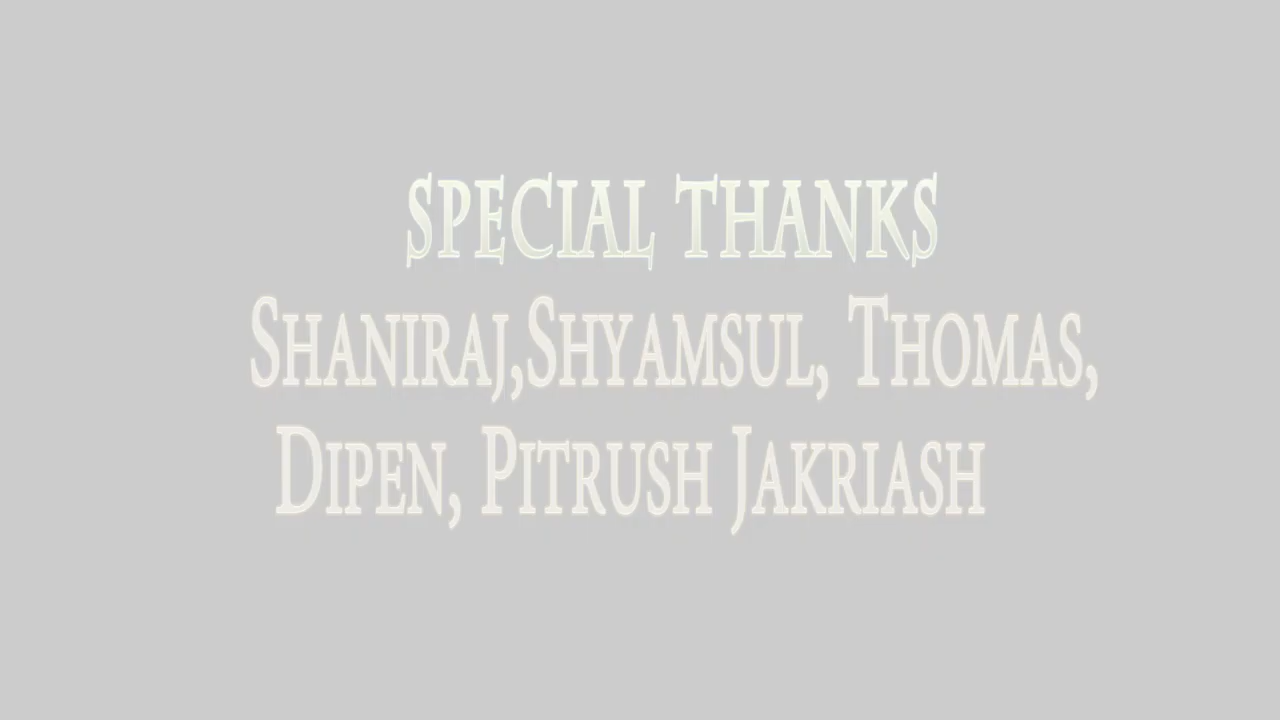 SPECIAL THANKS
SHANIRAJ,SHYAMSUL, THOMAS,
DIPEN, PITRUSH JAKRIASH